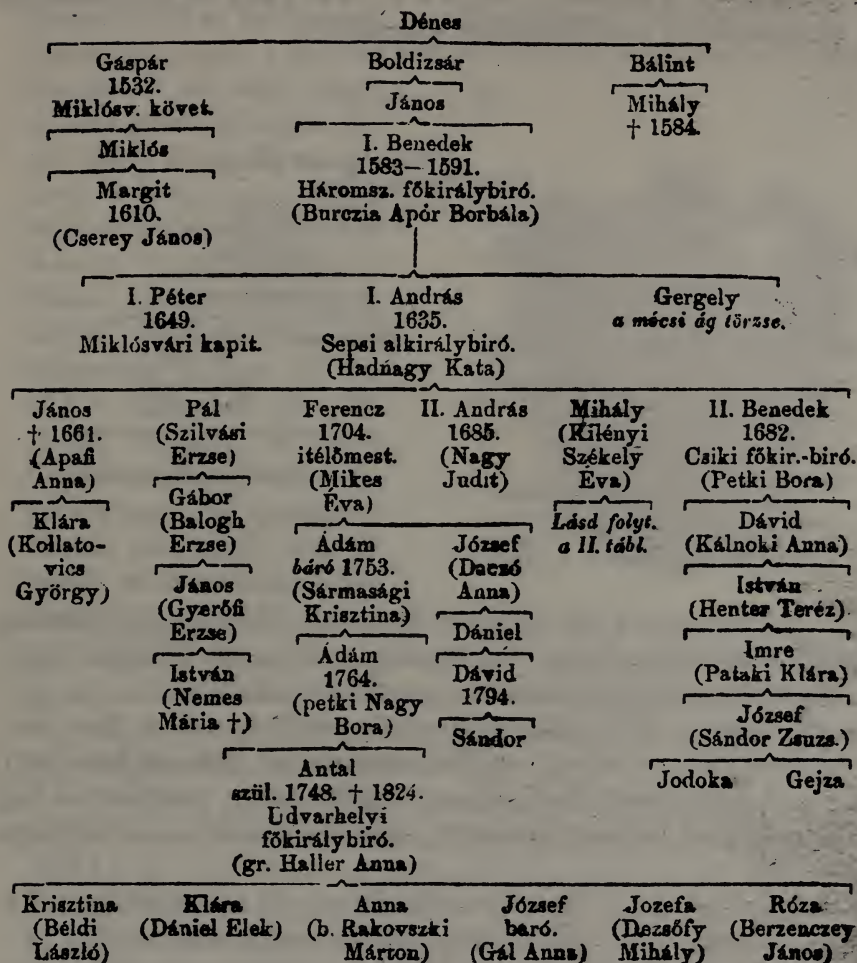 Dénes
Gáspár Boldizsár Bálint
1532. János Mihály
Miklósv. követ. † 1584.
Miklós I. Benedek
1583—1591.
Margit Háromsz. főkirálybiró.
1610. (Burczia Apór Borbála)
(Cserey János)
I. Péter I. András Gergely
1649. 1635. a mécsi ág törzse.
Miklósvári kapit. Sepsi alkirálybiró.
(Hadnagy Kata)
János Pál Ferencz II. András Mihály II. Benedek
† 1661. (Szilvási 1704. 1685. (Kilényi 1682.
(Apafi Erzse) itélőmest. (Nagy Székely Csiki főkir.-biró.
Anna) (Mikes Judit) Éva) (Petki Bora)
Gábor Éva)
Klára (Balogh Lásd folyt. Dávid
(Kollato- Erzse) Ádám József a II. tábl. (Kálnoki Anna)
vics báró 1753. (Daczó
György) János (Sármasági Anna) István
(Gyerőfi Krisztina) (Henter Teréz)
Erzse) Dániel
Ádám Imre
István 1764. Dávid (Pataki Klára)
(Nemes (petki Nagy 1794.
Mária †) Bora) József
Sándor (Sándor Zsuzs.)
Antal
szül. 1748. † 1824. Jodoka Gejza
Udvarhelyi
főkirálybiró.
(gr. Haller Anna)
Krisztina Klára Anna József Jozefa Róza
(Béldi (Dániel Elek) (b. Rakovszki baró. (Dezsőfy (Berzenczey
László) Márton) (Gál Anna) Mihály) János)